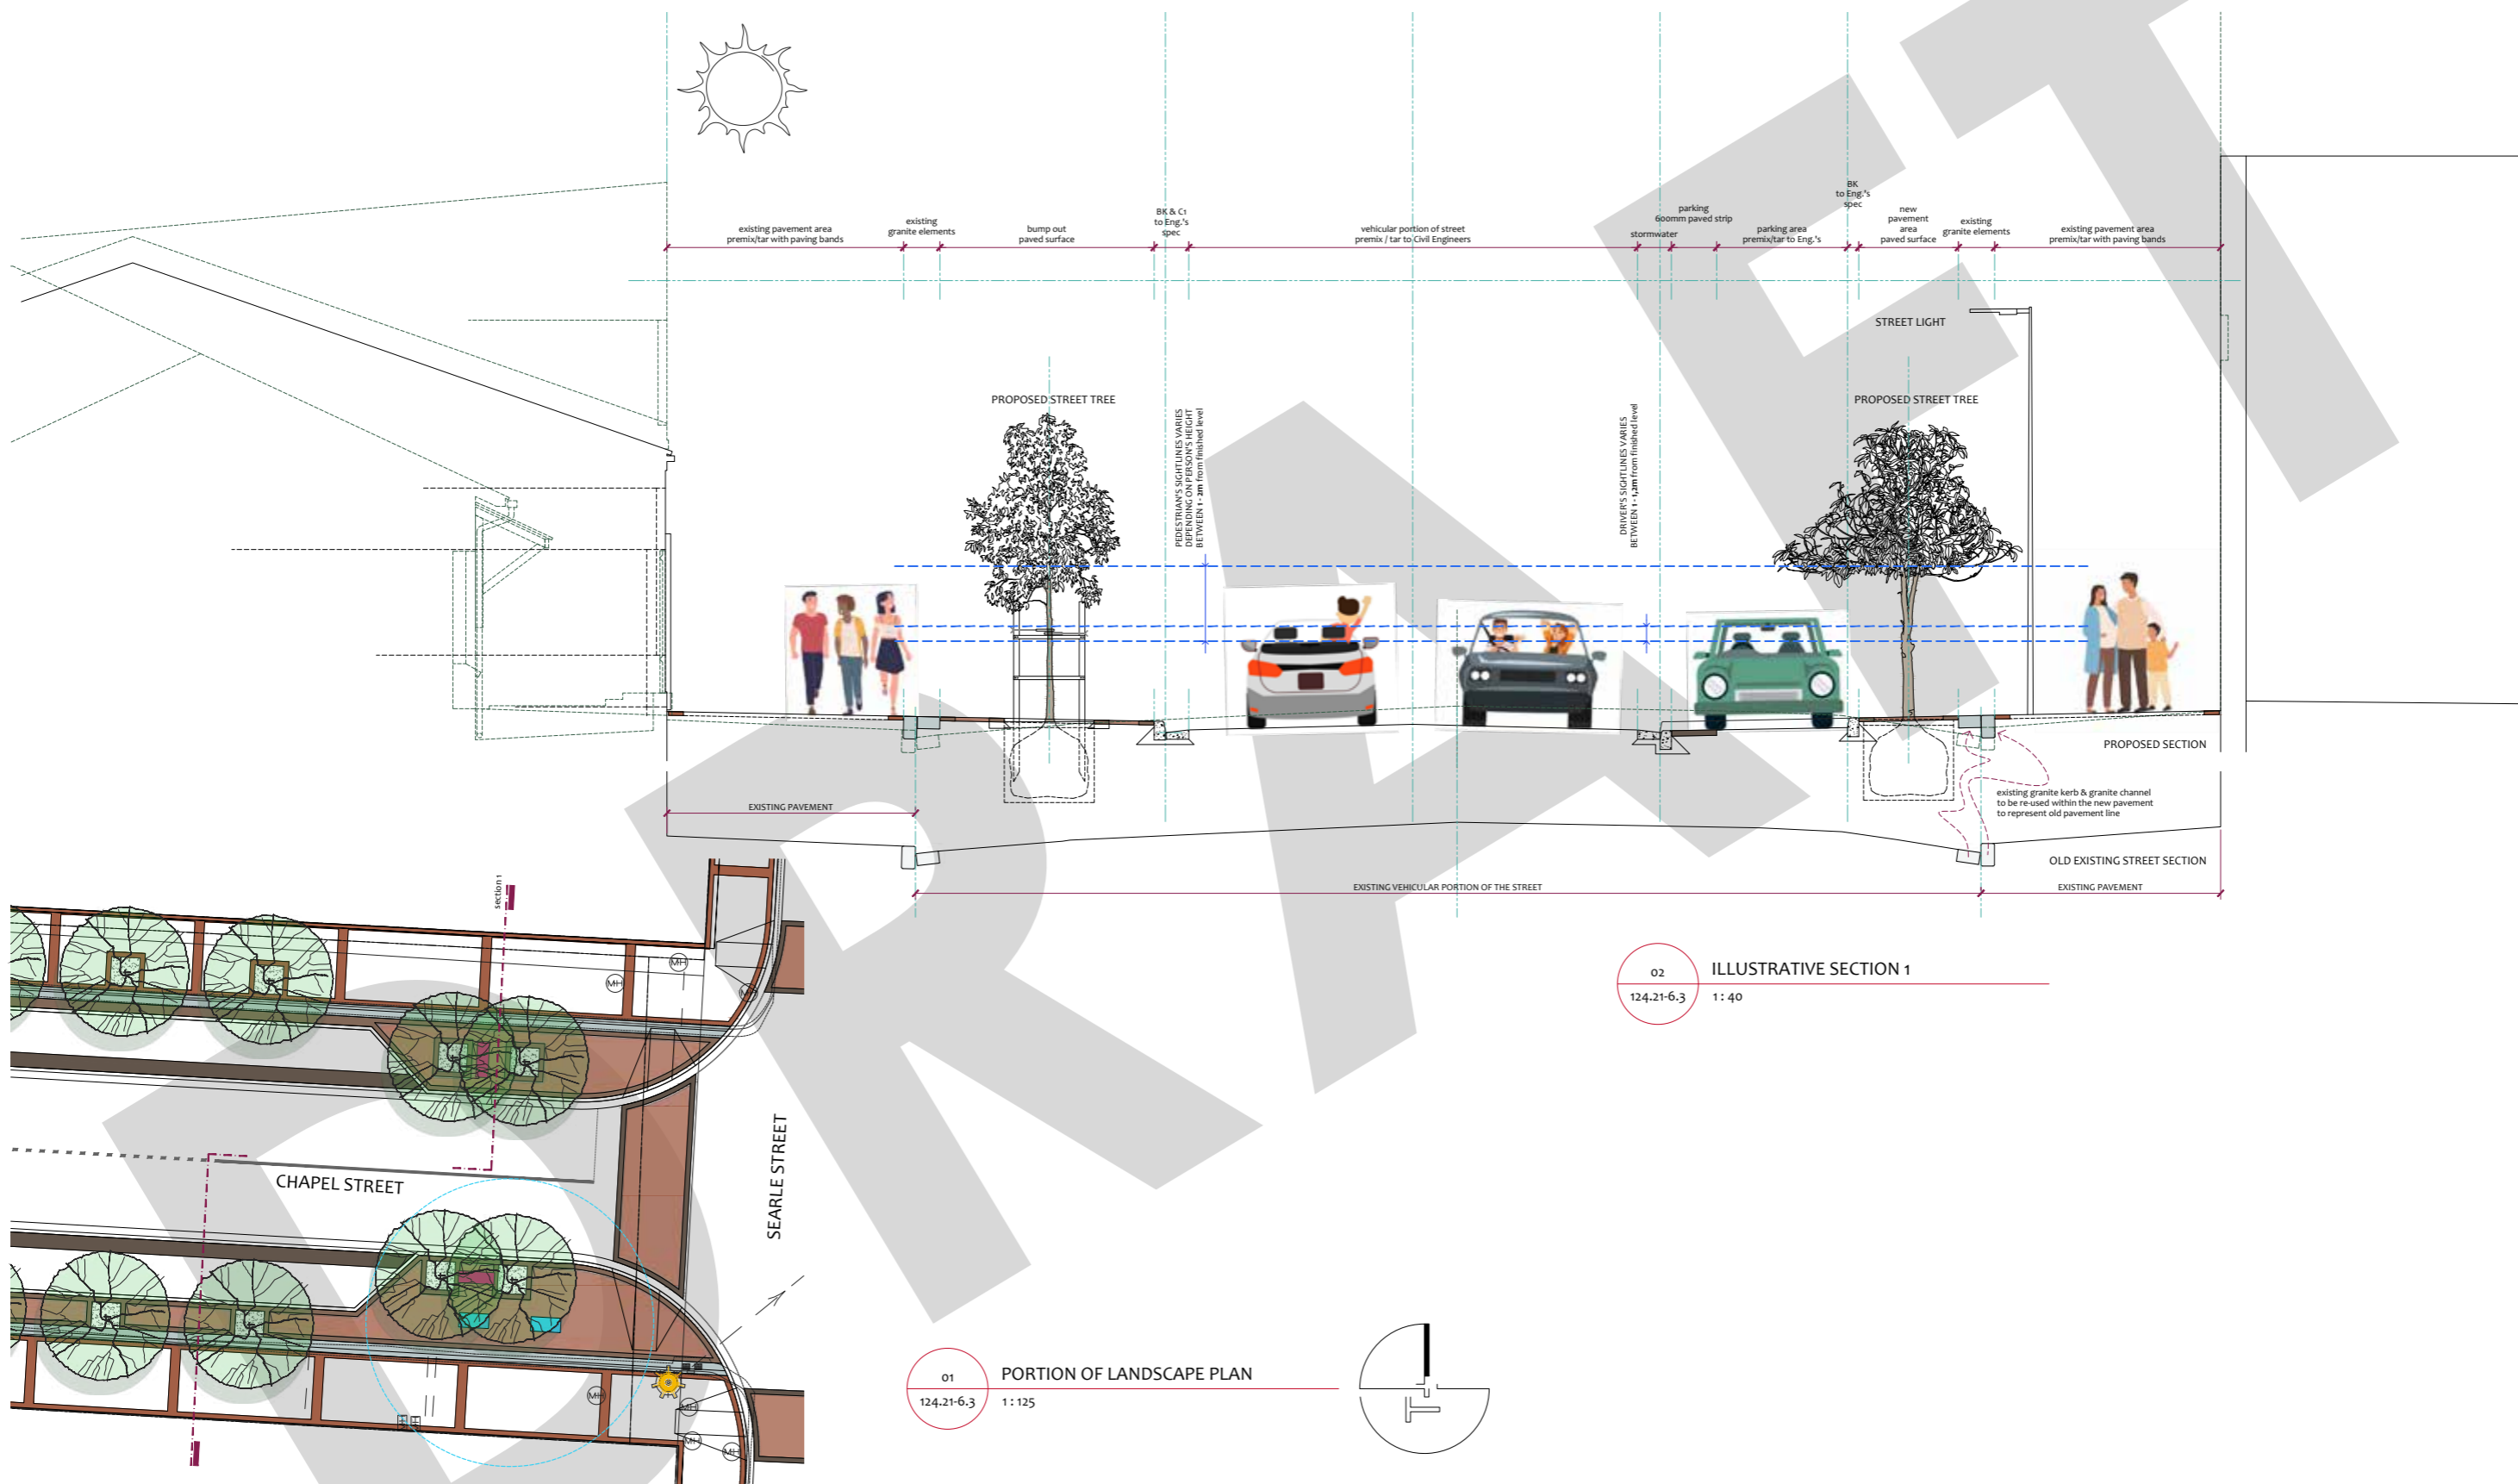 existing pavement area
premix/tar with paving bands
existing
granite elements
bump out
paved surface
BK & C1
to Eng.'s
spec
vehicular portion of street
premix / tar to Civil Engineers
stormwater
parking
600mm paved strip
parking area
premix/tar to Eng.'s
BK
to Eng.'s
spec
new
pavement
area
paved surface
existing
granite elements
existing pavement area
premix/tar with paving bands
STREET LIGHT
PROPOSED STREET TREE
PEDESTRIAN'S SIGHTLINES VARIES
DEPENDING ON PERSON'S HEIGHT
BETWEEN 1 - 2m from finished level
DRIVER'S SIGHTLINES VARIES
BETWEEN 1 - 1,2m from finished level
PROPOSED STREET TREE
PROPOSED SECTION
existing granite kerb & granite channel
to be re-used within the new pavement
to represent old pavement line
EXISTING PAVEMENT
OLD EXISTING STREET SECTION
EXISTING VEHICULAR PORTION OF THE STREET
EXISTING PAVEMENT
DRAFT
02
124.21-6.3
ILLUSTRATIVE SECTION 1
1 : 40
section 1
MH
MH
MH
CHAPEL STREET
SEARLE STREET
MH
MH
MH
MH
01
124.21-6.3
PORTION OF LANDSCAPE PLAN
1 : 125